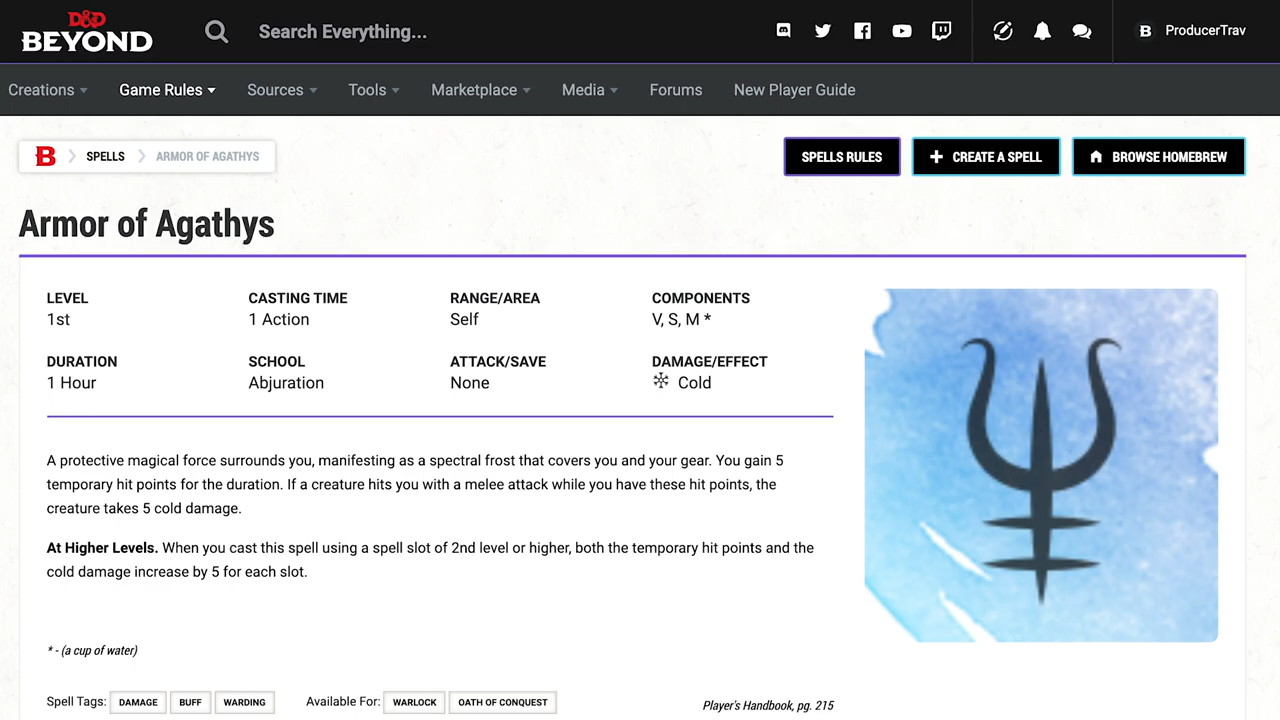 D&D
BEYOND
Search Everything...
B ProducerTrav
Creations Game Rules Sources Tools Marketplace Media Forums New Player Guide
B SPELLS ARMOR OF AGATHYS
SPELLS RULES
CREATE A SPELL
BROWSE HOMEBREW
Armor of Agathys
LEVEL CASTING TIME RANGE/AREA COMPONENTS
1st 1 Action Self V, S, M *
DURATION SCHOOL ATTACK/SAVE DAMAGE/EFFECT
1 Hour Abjuration None Cold
A protective magical force surrounds you, manifesting as a spectral frost that covers you and your gear. You gain 5
temporary hit points for the duration. If a creature hits you with a melee attack while you have these hit points, the
creature takes 5 cold damage.
At Higher Levels. When you cast this spell using a spell slot of 2nd level or higher, both the temporary hit points and the
cold damage increase by 5 for each slot.
* - (a cup of water)
Spell Tags: DAMAGE BUFF WARDING Available For: WARLOCK OATH OF CONQUEST
Player's Handbook, pg. 215